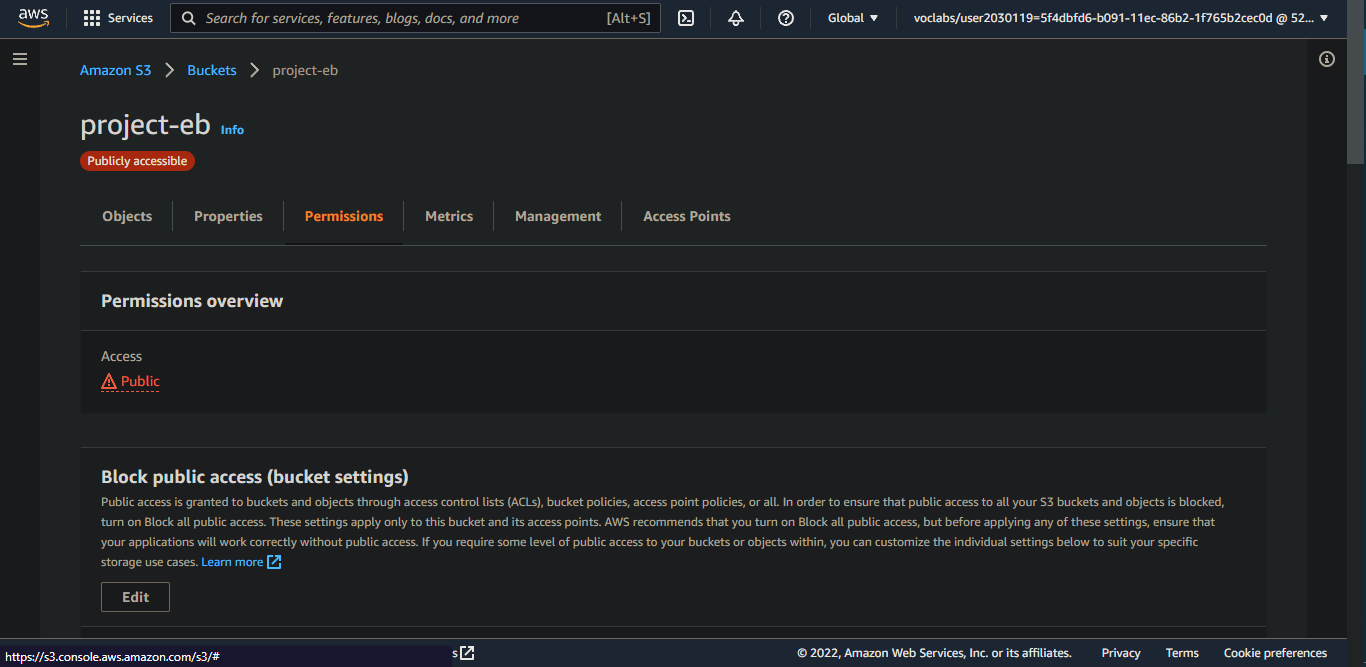 aws
Services
Search for services, features, blogs, docs, and more [Alt+S]
Global ▼
voclabs/user2030119=5f4dbfd6-b091-11ec-86b2-1f765b2cec0d @ 52... ▼
Amazon S3 > Buckets > project-eb
project-eb Info
Publicly accessible
Objects Properties Permissions Metrics Management Access Points
Permissions overview
Access
Public
Block public access (bucket settings)
Public access is granted to buckets and objects through access control lists (ACLs), bucket policies, access point policies, or all. In order to ensure that public access to all your S3 buckets and objects is blocked,
turn on Block all public access. These settings apply only to this bucket and its access points. AWS recommends that you turn on Block all public access, but before applying any of these settings, ensure that
your applications will work correctly without public access. If you require some level of public access to your buckets or objects within, you can customize the individual settings below to suit your specific
storage use cases. Learn more
Edit
https://s3.console.aws.amazon.com/s3/#
s
© 2022, Amazon Web Services, Inc. or its affiliates. Privacy Terms Cookie preferences